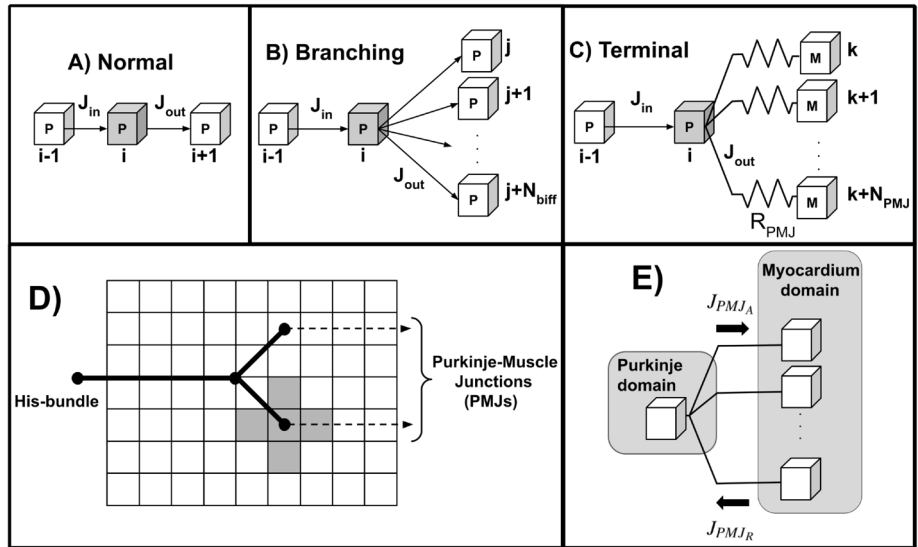 A) Normal
J_in J_out
P P P
i-1 i i+1
B) Branching
J_in
P P
i-1 i
J_out
P j
P j+1
.
.
P j+N_biff
C) Terminal
J_in
P P
i-1 i
J_out
M k
M k+1
.
.
.
M k+N_PMJ
R_PMJ
D)
His-bundle
Purkinje-Muscle
Junctions
(PMJs)
E)
Myocardium
domain
J_PMJ_A
Purkinje
domain
.
.
.
J_PMJ_R